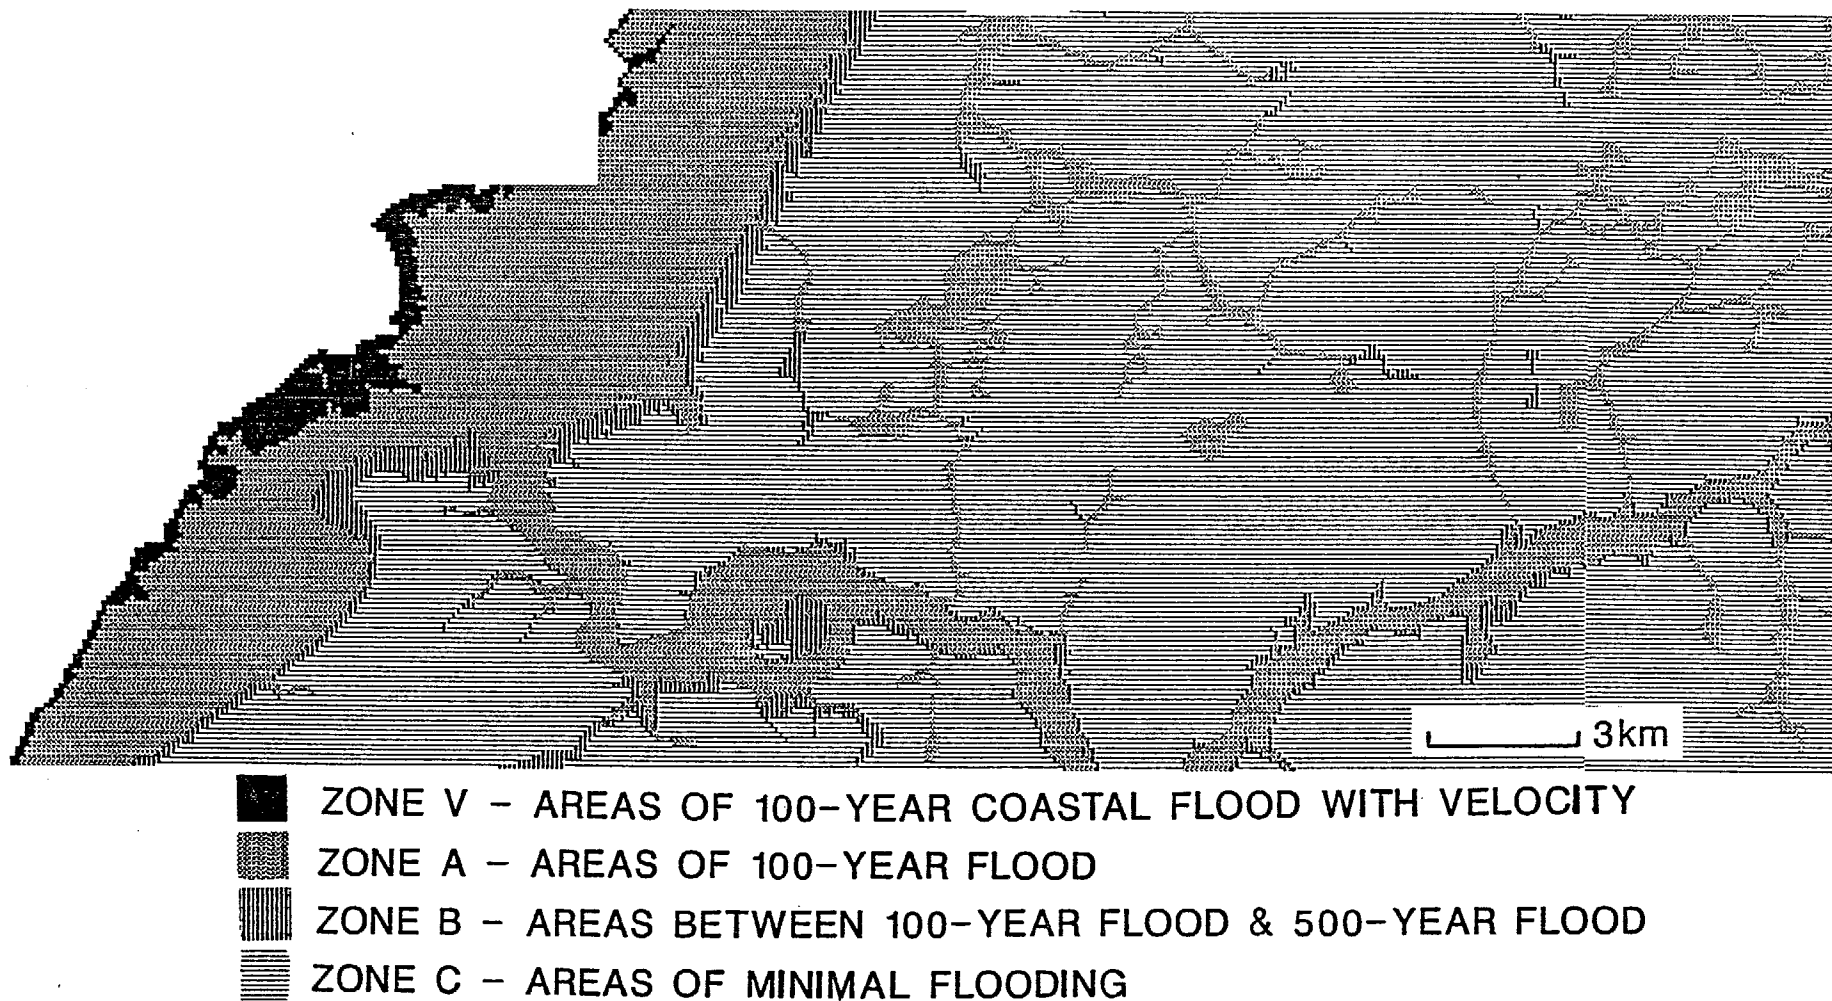 3km
ZONE V - AREAS OF 100-YEAR COASTAL FLOOD WITH VELOCITY
ZONE A - AREAS OF 100-YEAR FLOOD
ZONE B - AREAS BETWEEN 100-YEAR FLOOD & 500-YEAR FLOOD
ZONE C - AREAS OF MINIMAL FLOODING